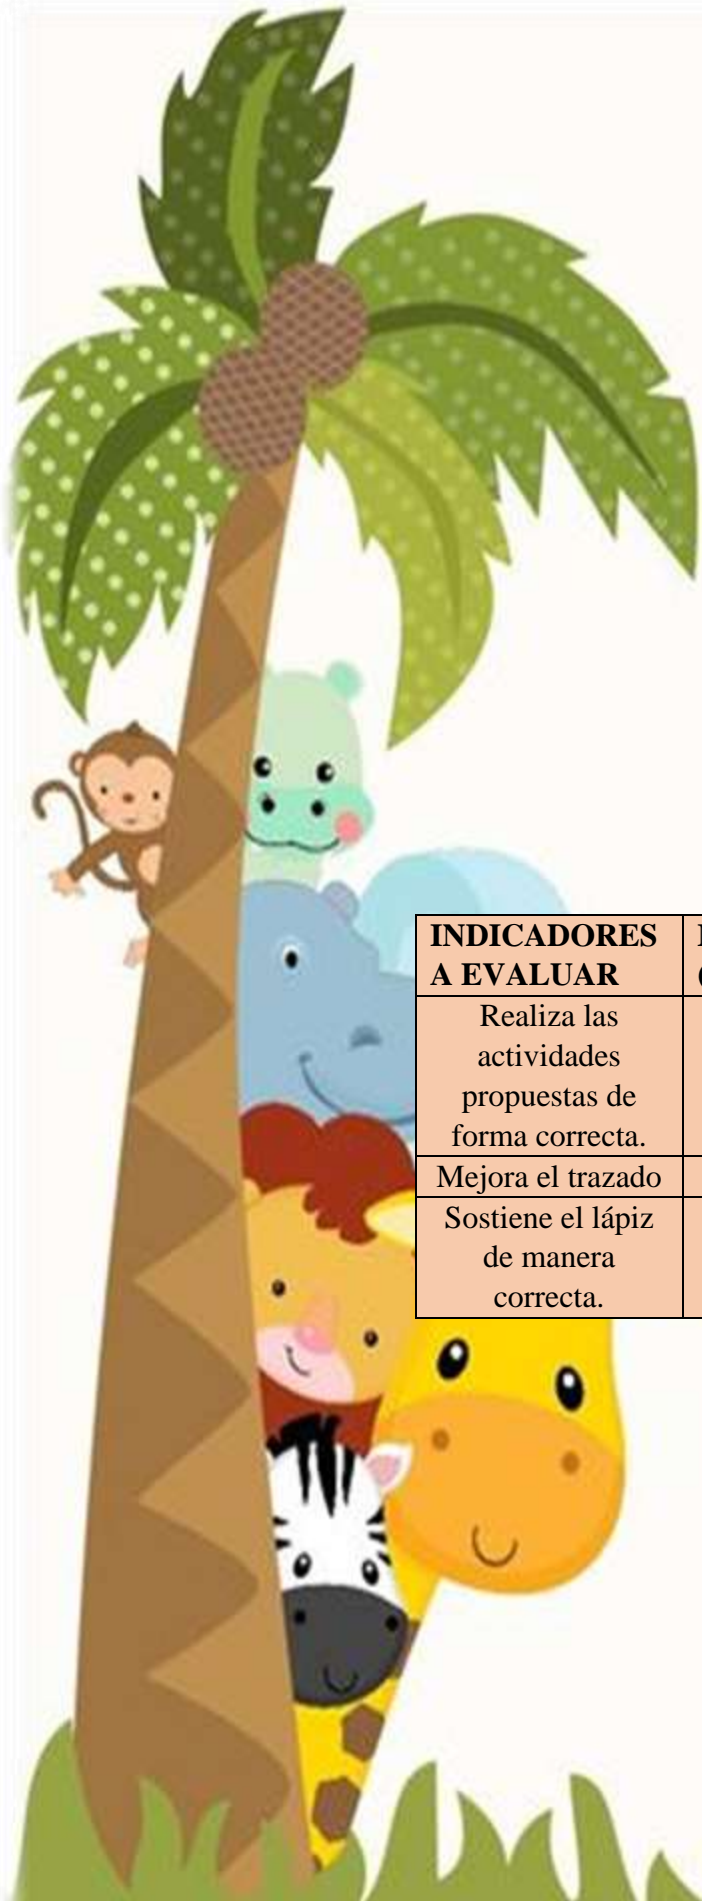 INDICADORES
A EVALUAR
Realiza las
actividades
propuestas de
forma correcta.
Mejora el trazado
Sostiene el lápiz
de manera
correcta.